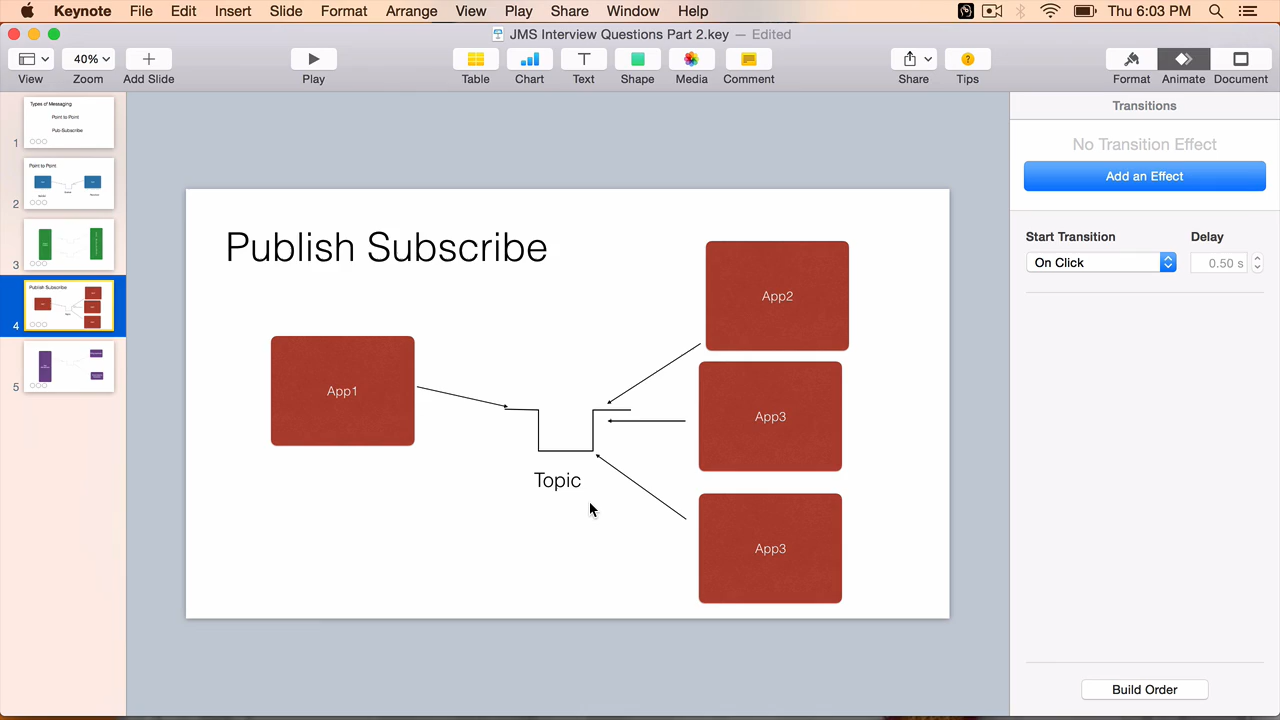 Keynote File Edit Insert Slide Format Arrange View Play Share Window Help Thu 6:03 PM
JMS Interview Questions Part 2.key — Edited
40%
View Zoom Add Slide Play Table Chart Text Shape Media Comment Share Tips Format Animate Document
Transitions
No Transition Effect
Add an Effect
Start Transition Delay
On Click 0.50 s
Build Order
1
Types of Messaging
Point to Point
Pub-Subscribe
2
Point to Point
3
4
Publish Subscribe
5
Publish Subscribe
App2
App1
App3
Topic
App3